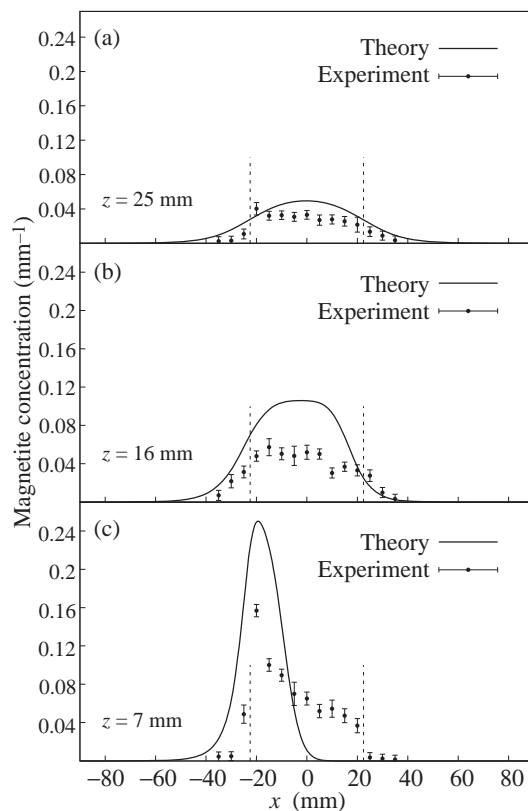 (a)
Theory
Experiment
0.24
0.20
0.16
0.12
0.08
0.04
z = 25 mm
(b)
Theory
Experiment
0.24
0.20
0.16
0.12
0.08
0.04
z = 16 mm
(c)
Theory
Experiment
0.24
0.20
0.16
0.12
0.08
0.04
z = 7 mm
Magnetite concentration (mm⁻¹)
−80 −60 −40 −20 0 20 40 60 80
x (mm)